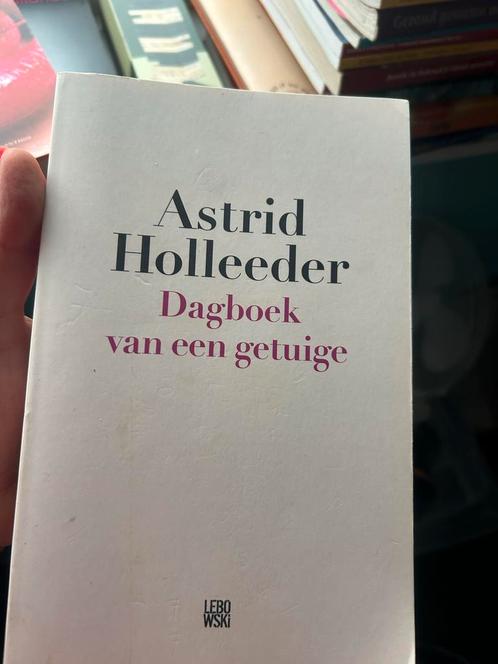 Astrid
Holleeder
Dagboek
van een getuige
LEBO
WSKI